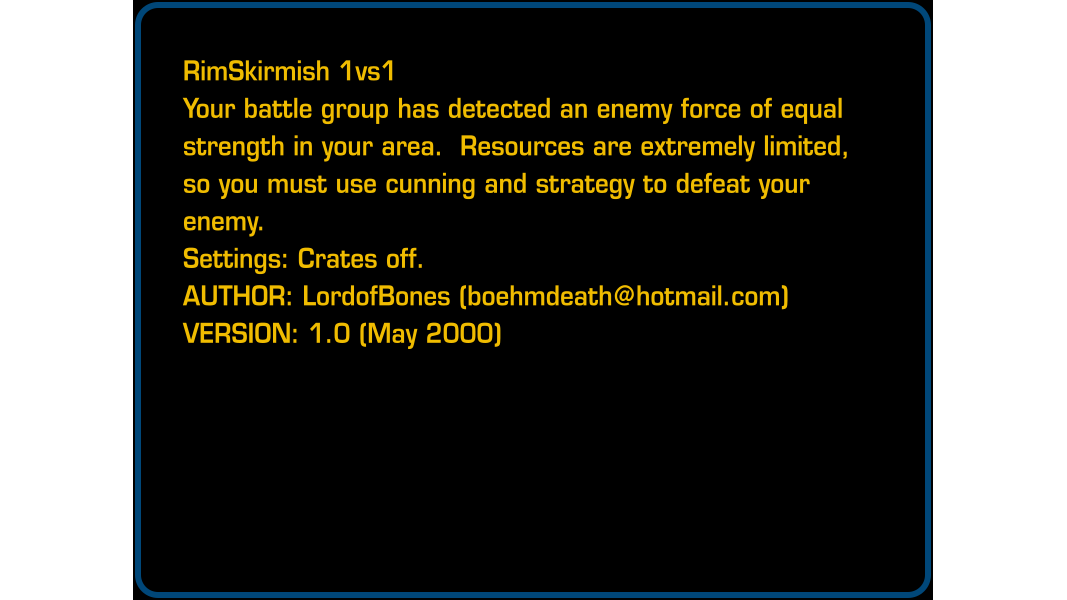 RimSkirmish 1vs1
Your battle group has detected an enemy force of equal
strength in your area.  Resources are extremely limited,
so you must use cunning and strategy to defeat your
enemy.
Settings: Crates off.
AUTHOR: LordofBones (boehmdeath@hotmail.com)
VERSION: 1.0 (May 2000)